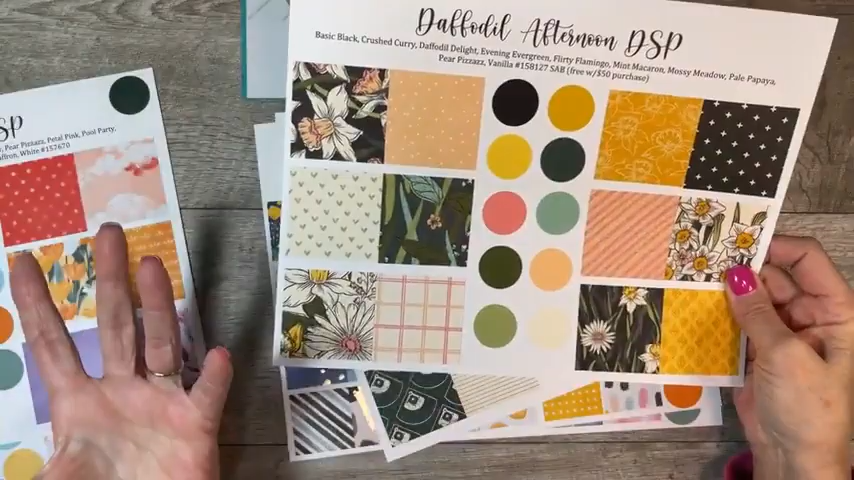 Daffodil Afternoon DSP
Basic Black, Crushed Curry, Daffodil Delight, Evening Evergreen, Flirty Flamingo, Mint Macaron, Mossy Meadow, Pale Papaya,
Pear Pizzazz, Vanilla #158127 SAB (free w/$50 purchase)
SP
Pear Pizzazz, Petal Pink, Pool Party,
Saffron, White #157670